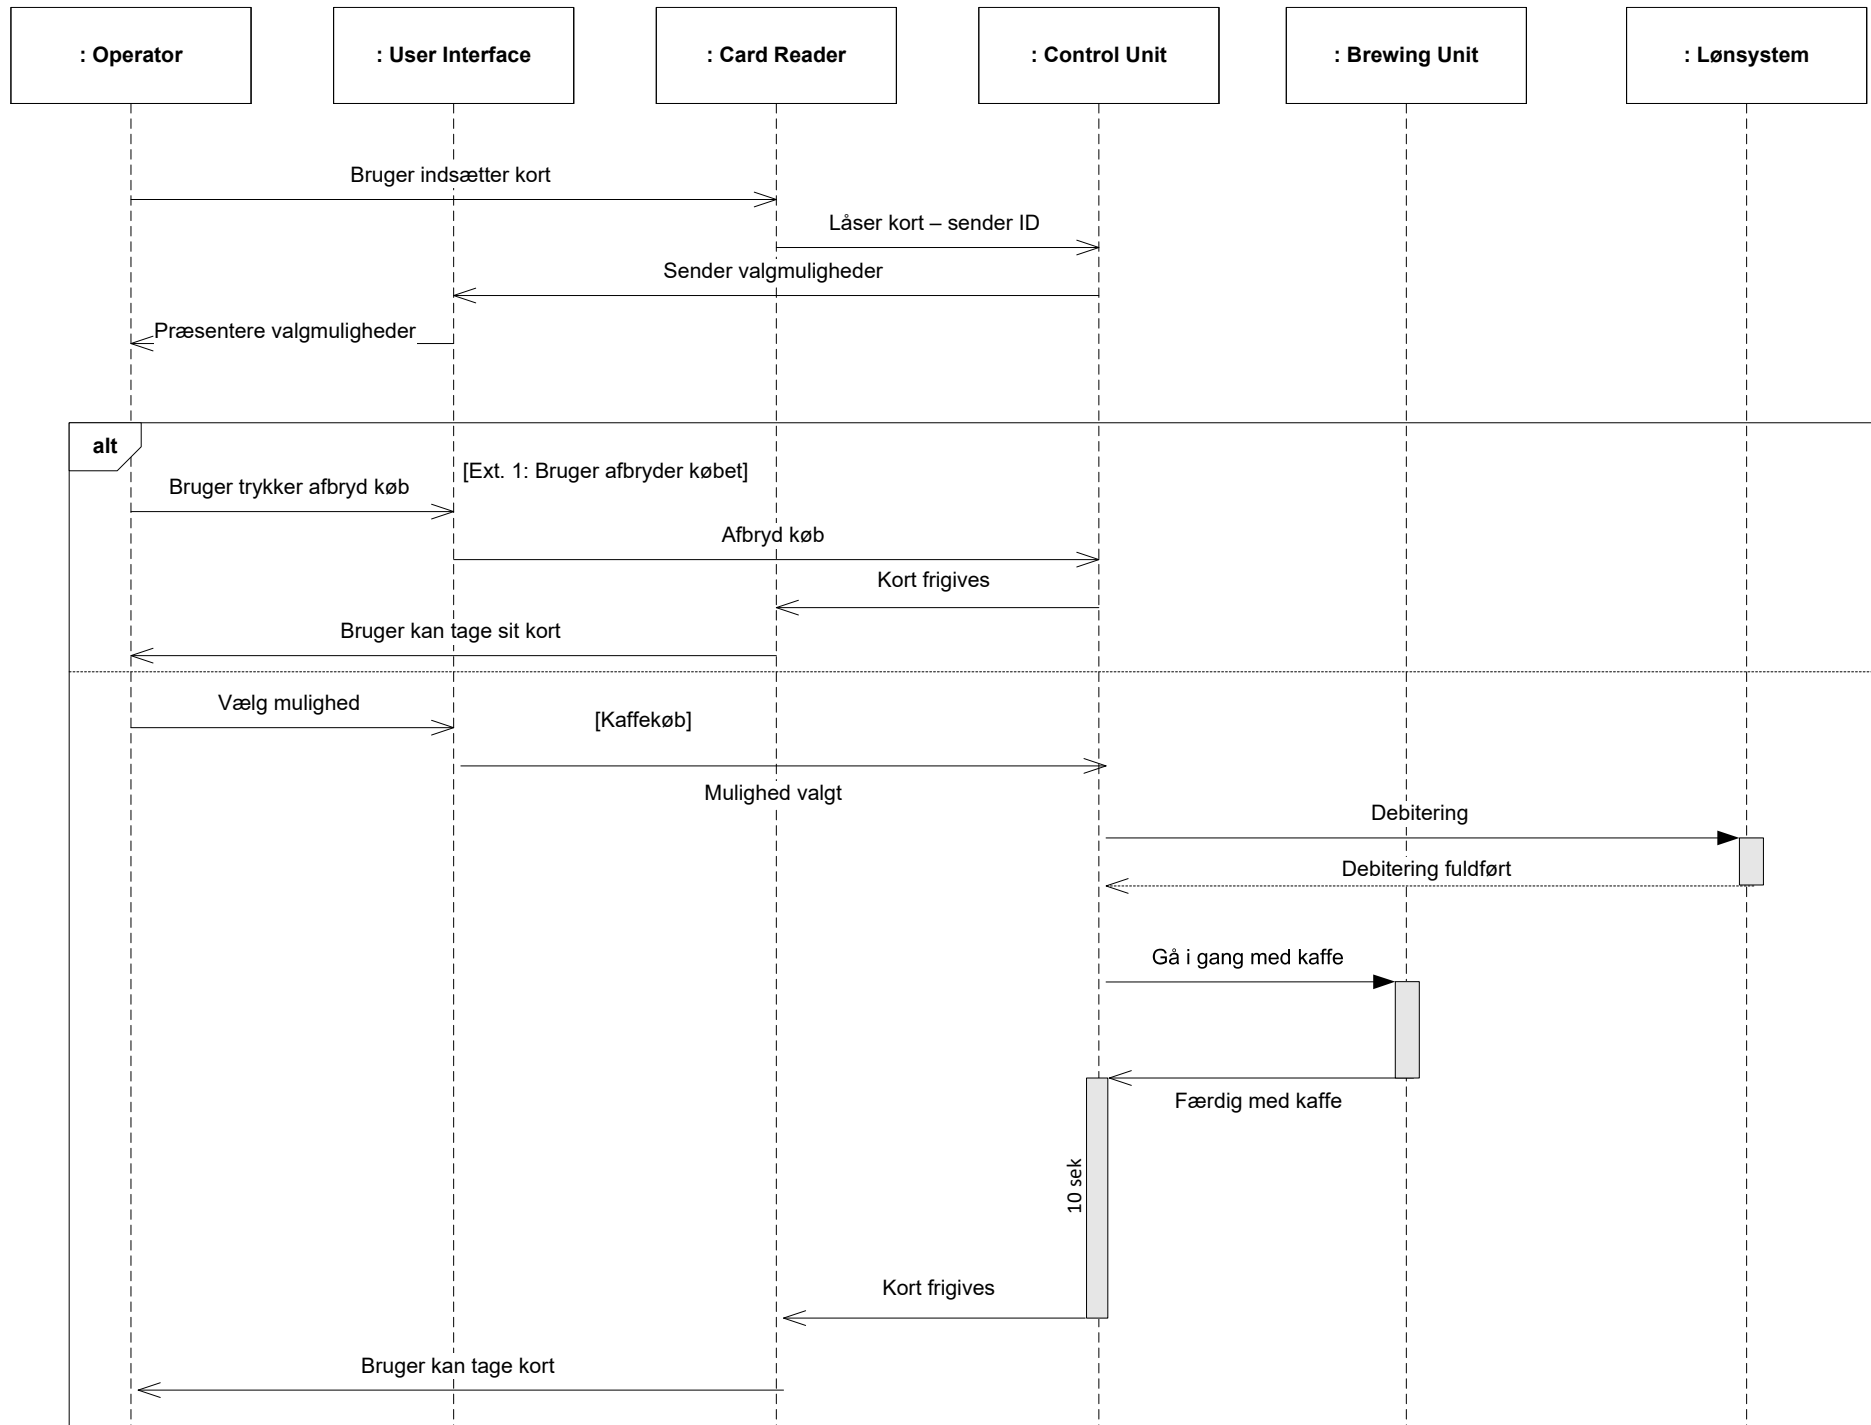 : Operator
: User Interface
: Card Reader
: Control Unit
: Brewing Unit
: Lønsystem
Bruger indsætter kort
Låser kort – sender ID
Sender valgmuligheder
Præsentere valgmuligheder
alt
[Ext. 1: Bruger afbryder købet]
Bruger trykker afbryd køb
Afbryd køb
Kort frigives
Bruger kan tage sit kort
Vælg mulighed
[Kaffekøb]
Mulighed valgt
Debitering
Debitering fuldført
Gå i gang med kaffe
Færdig med kaffe
10 sek
Kort frigives
Bruger kan tage kort